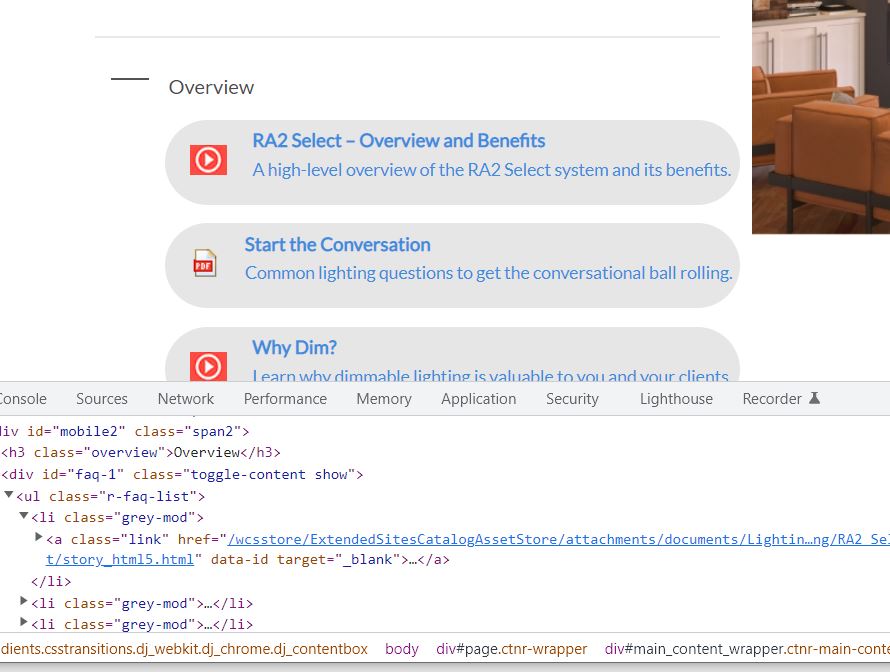 Overview
RA2 Select – Overview and Benefits
A high-level overview of the RA2 Select system and its benefits.
PDF
Start the Conversation
Common lighting questions to get the conversational ball rolling.
Why Dim?
Learn why dimmable lighting is valuable to you and your clients
Console Sources Network Performance Memory Application Security Lighthouse Recorder
div id="mobile2" class="span2">
<h3 class="overview">Overview</h3>
<div id="faq-1" class="toggle-content show">
<ul class="r-faq-list">
<li class="grey-mod">
<a class="link" href="/wcsstore/ExtendedSitesCatalogAssetStore/attachments/documents/Lightin…ng/RA2 Sel
t/story_html5.html" data-id target="_blank">…</a>
</li>
<li class="grey-mod">…</li>
<li class="grey-mod">…</li>
dients.csstransitions.dj_webkit.dj_chrome.dj_contentbox body div#page.ctnr-wrapper div#main_content_wrapper.ctnr-main-conte